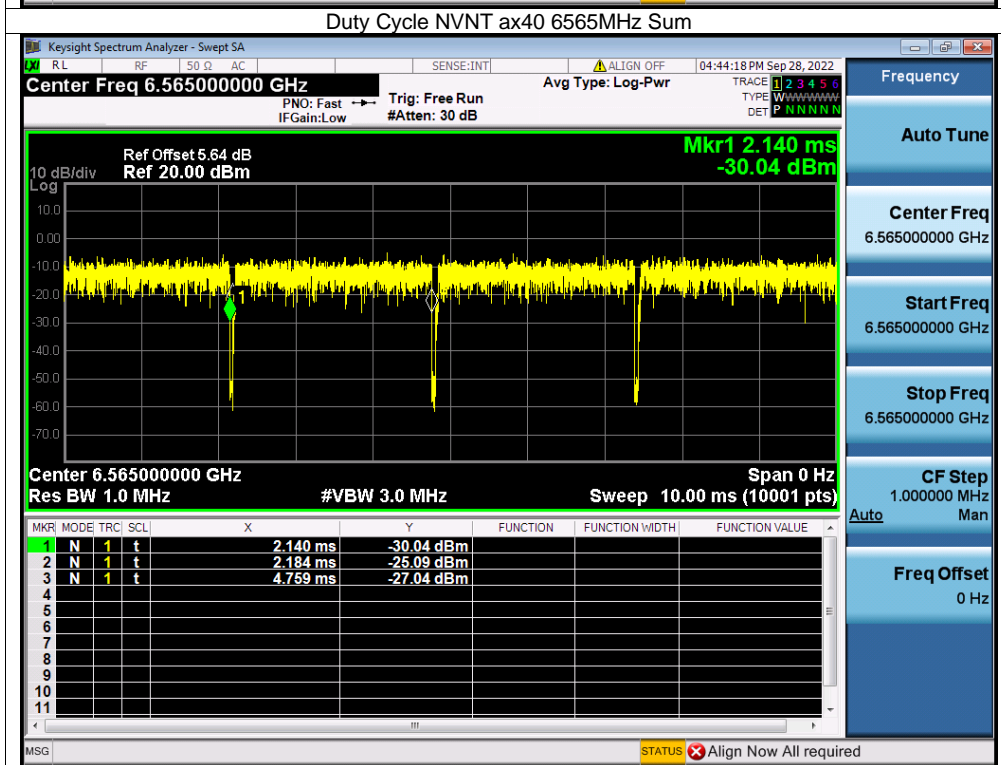 Duty Cycle NVNT ax40 6565MHz Sum
Keysight Spectrum Analyzer - Swept SA
LXI RL RF 50 Ω AC SENSE:INT ALIGN OFF 04:44:18 PM Sep 28, 2022
Center Freq 6.565000000 GHz
PNO: Fast
IFGain:Low
Trig: Free Run
#Atten: 30 dB
Avg Type: Log-Pwr
TRACE 1 2 3 4 5 6
TYPE WWWWWW
DET P N N N N N
Frequency
Auto Tune
Center Freq
6.565000000 GHz
Start Freq
6.565000000 GHz
Stop Freq
6.565000000 GHz
CF Step
1.000000 MHz
Auto Man
Freq Offset
0 Hz
Mkr1 2.140 ms
-30.04 dBm
Ref Offset 5.64 dB
10 dB/div Ref 20.00 dBm
Log
10.0
0.00
-10.0
-20.0
-30.0
-40.0
-50.0
-60.0
-70.0
1
Center 6.565000000 GHz Span 0 Hz
Res BW 1.0 MHz #VBW 3.0 MHz Sweep 10.00 ms (10001 pts)
MKR MODE TRC SCL X Y FUNCTION FUNCTION WIDTH FUNCTION VALUE
1 N 1 t 2.140 ms -30.04 dBm
2 N 1 t 2.184 ms -25.09 dBm
3 N 1 t 4.759 ms -27.04 dBm
4
5
6
7
8
9
10
11
MSG STATUS Align Now All required